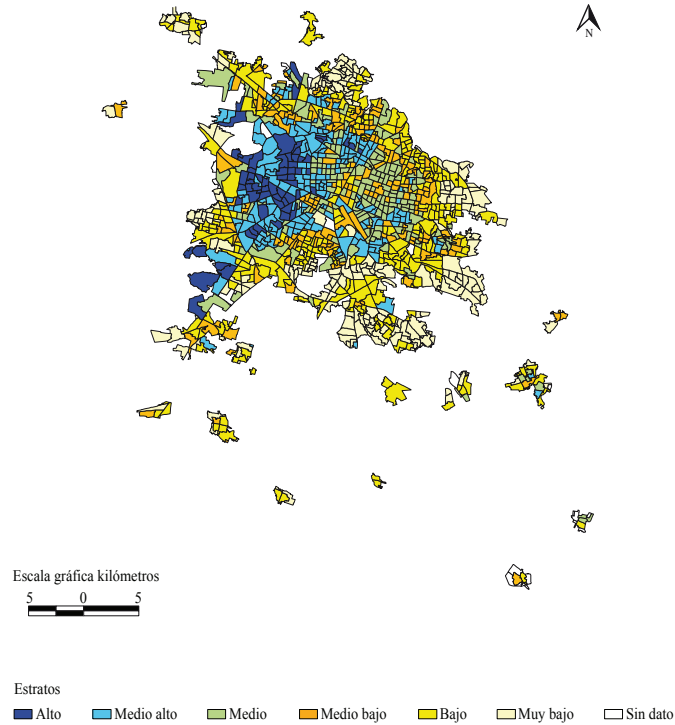 N
Escala gráfica kilómetros
5 0 5
Estratos
Alto Medio alto Medio Medio bajo Bajo Muy bajo Sin dato